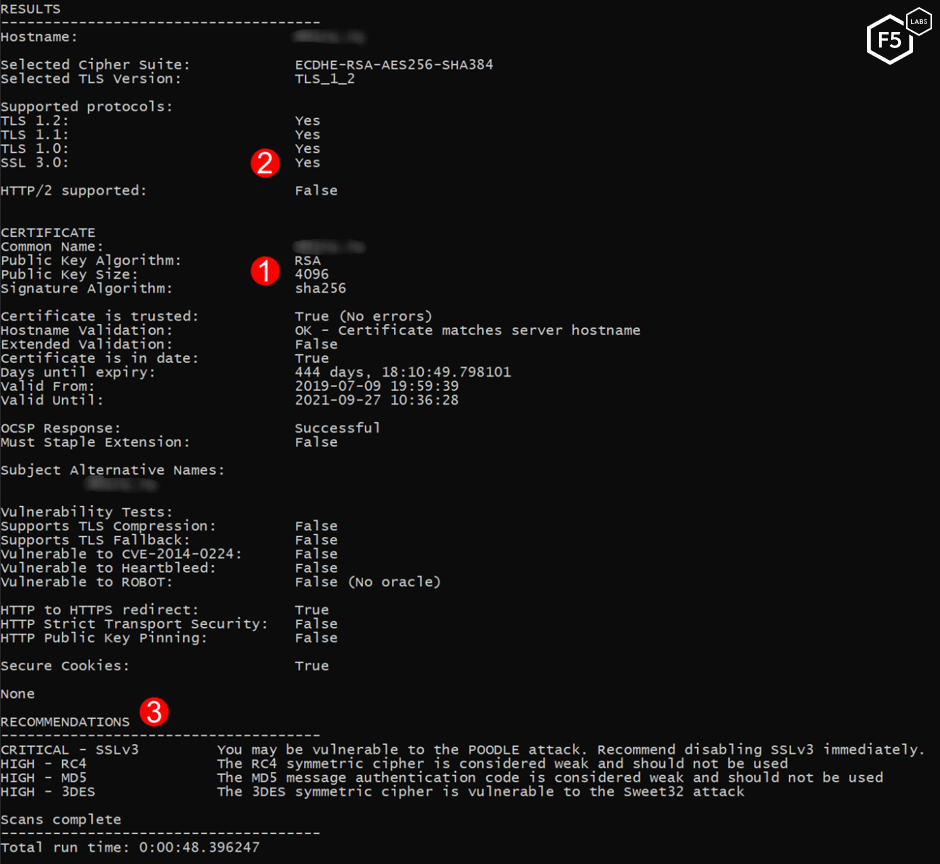 RESULTS
-------------------------------------
Hostname:
Selected Cipher Suite: ECDHE-RSA-AES256-SHA384
Selected TLS Version: TLS_1_2
Supported protocols:
TLS 1.2: Yes
TLS 1.1: Yes
TLS 1.0: Yes
SSL 3.0: 2 Yes
HTTP/2 supported: False
CERTIFICATE
Common Name:
Public Key Algorithm: RSA
Public Key Size: 1 4096
Signature Algorithm: sha256
Certificate is trusted: True (No errors)
Hostname Validation: OK - Certificate matches server hostname
Extended Validation: False
Certificate is in date: True
Days until expiry: 444 days, 18:10:49.798101
Valid From: 2019-07-09 19:59:39
Valid Until: 2021-09-27 10:36:28
OCSP Response: Successful
Must Staple Extension: False
Subject Alternative Names:
Vulnerability Tests:
Supports TLS Compression: False
Supports TLS Fallback: False
Vulnerable to CVE-2014-0224: False
Vulnerable to Heartbleed: False
Vulnerable to ROBOT: False (No oracle)
HTTP to HTTPS redirect: True
HTTP Strict Transport Security: False
HTTP Public Key Pinning: False
Secure Cookies: True
None
RECOMMENDATIONS 3
-------------------------------------
CRITICAL - SSLv3 You may be vulnerable to the POODLE attack. Recommend disabling SSLv3 immediately.
HIGH - RC4 The RC4 symmetric cipher is considered weak and should not be used
HIGH - MD5 The MD5 message authentication code is considered weak and should not be used
HIGH - 3DES The 3DES symmetric cipher is vulnerable to the Sweet32 attack
Scans complete
-------------------------------------
Total run time: 0:00:48.396247
F5 LABS